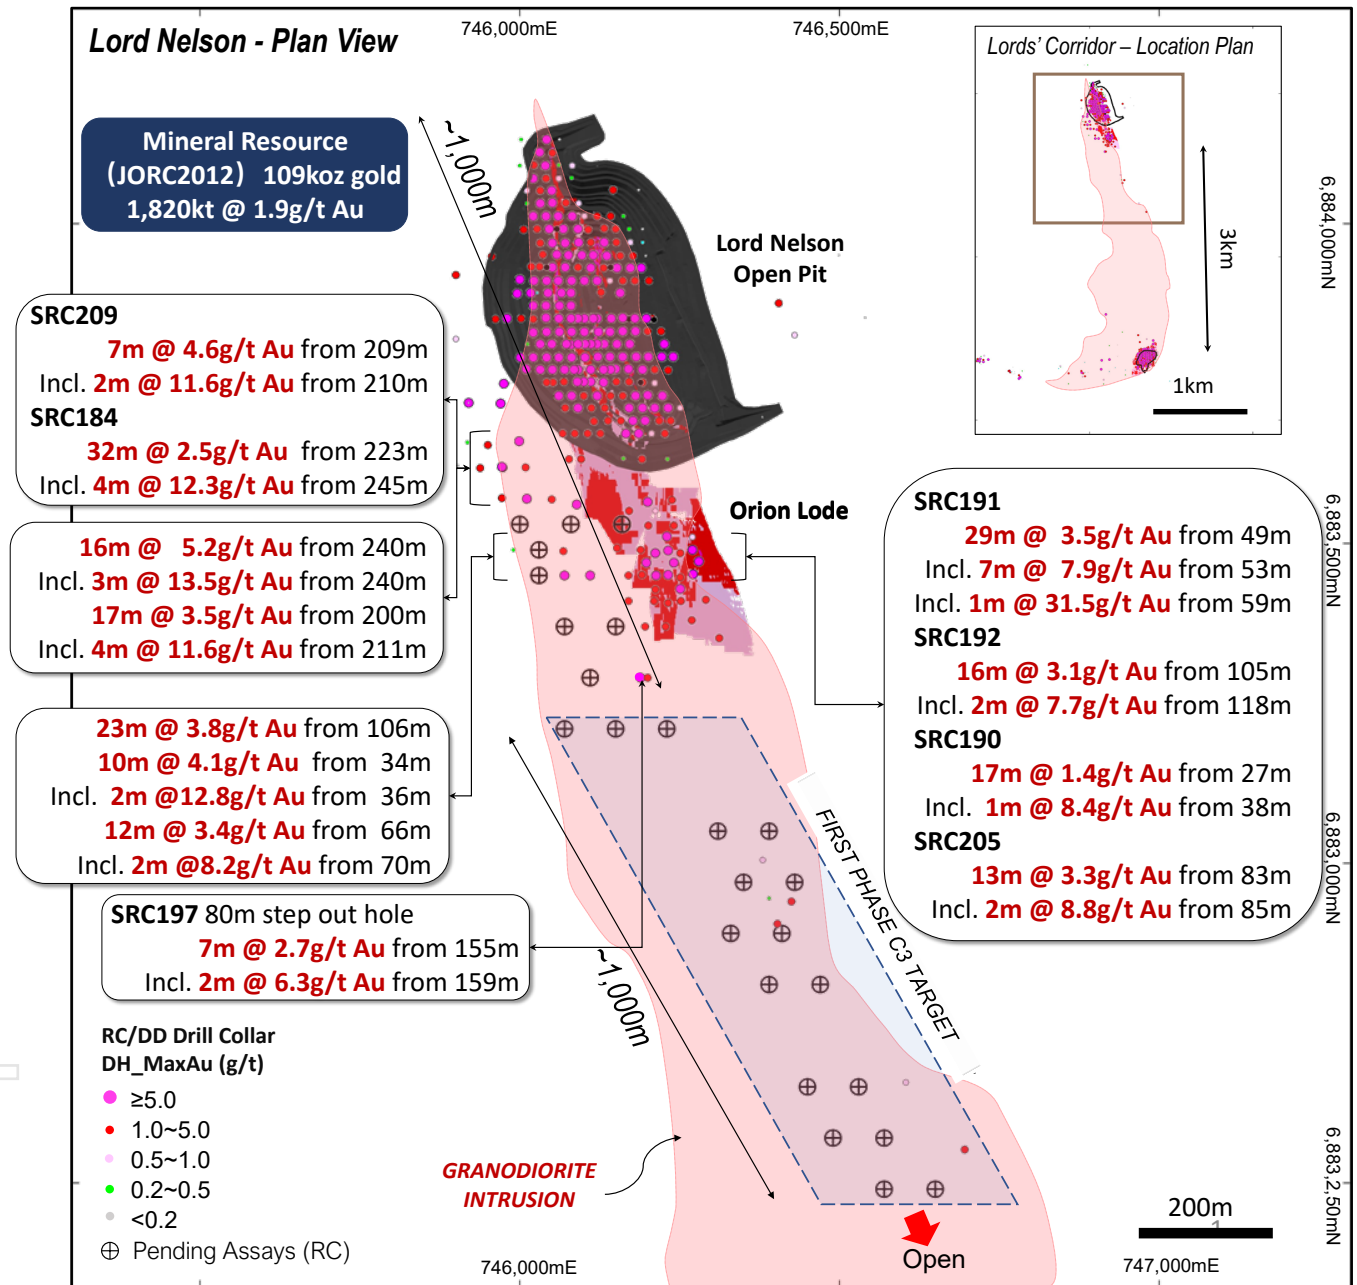 746,000mE
746,500mE
Lord Nelson - Plan View
Lords' Corridor – Location Plan
Mineral Resource
(JORC2012) 109koz gold
1,820kt @ 1.9g/t Au
~1,000m
6,884,000mN
3km
1km
Lord Nelson
Open Pit
SRC209
7m @ 4.6g/t Au from 209m
Incl. 2m @ 11.6g/t Au from 210m
SRC184
32m @ 2.5g/t Au from 223m
Incl. 4m @ 12.3g/t Au from 245m
Orion Lode
16m @ 5.2g/t Au from 240m
Incl. 3m @ 13.5g/t Au from 240m
17m @ 3.5g/t Au from 200m
Incl. 4m @ 11.6g/t Au from 211m
SRC191
29m @ 3.5g/t Au from 49m
Incl. 7m @ 7.9g/t Au from 53m
Incl. 1m @ 31.5g/t Au from 59m
SRC192
16m @ 3.1g/t Au from 105m
Incl. 2m @ 7.7g/t Au from 118m
SRC190
17m @ 1.4g/t Au from 27m
Incl. 1m @ 8.4g/t Au from 38m
SRC205
13m @ 3.3g/t Au from 83m
Incl. 2m @ 8.8g/t Au from 85m
6,883,500mN
23m @ 3.8g/t Au from 106m
10m @ 4.1g/t Au from 34m
Incl. 2m @12.8g/t Au from 36m
12m @ 3.4g/t Au from 66m
Incl. 2m @8.2g/t Au from 70m
6,883,000mN
FIRST PHASE C3 TARGET
SRC197 80m step out hole
7m @ 2.7g/t Au from 155m
Incl. 2m @ 6.3g/t Au from 159m
~1,000m
RC/DD Drill Collar
DH_MaxAu (g/t)
≥5.0
1.0~5.0
0.5~1.0
0.2~0.5
<0.2
Pending Assays (RC)
GRANODIORITE
INTRUSION
6,883,2,50mN
200m
1
Open
746,000mE
747,000mE